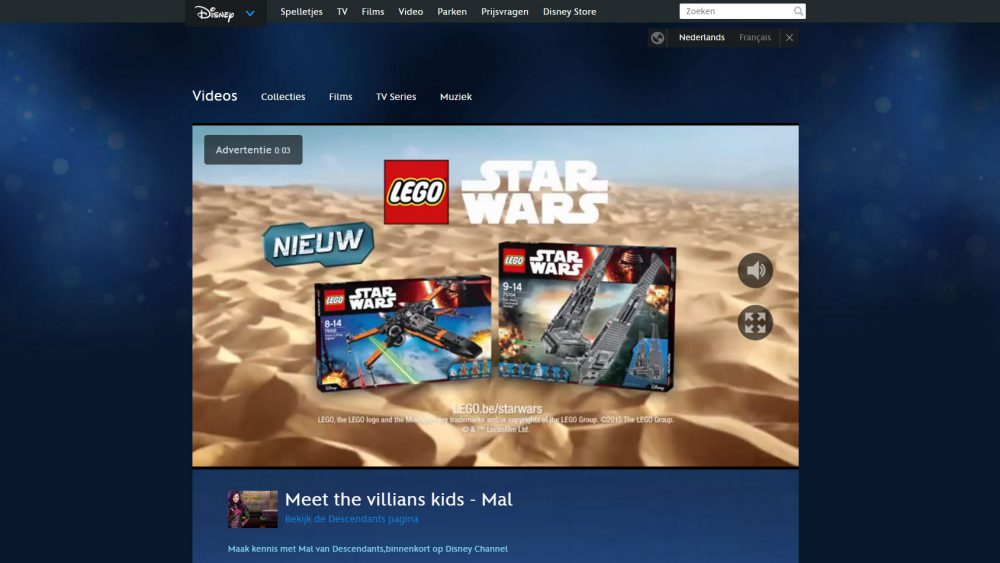 Disney
Spelletjes TV Films Video Parken Prijsvragen Disney Store
Zoeken
Nederlands Français
Videos Collecties Films TV Series Muziek
Advertentie 0:03
LEGO STAR WARS
NIEUW
LEGO STAR WARS
8-14
LEGO STAR WARS
9-14
Disney
Disney
LEGO.be/starwars
LEGO, the LEGO logo and the Minifigure are trademarks and/or copyrights of the LEGO Group. ©2015 The LEGO Group.
© & ™ Lucasfilm Ltd.
Meet the villians kids - Mal
Bekijk de Descendants pagina
Maak kennis met Mal van Descendants,binnenkort op Disney Channel